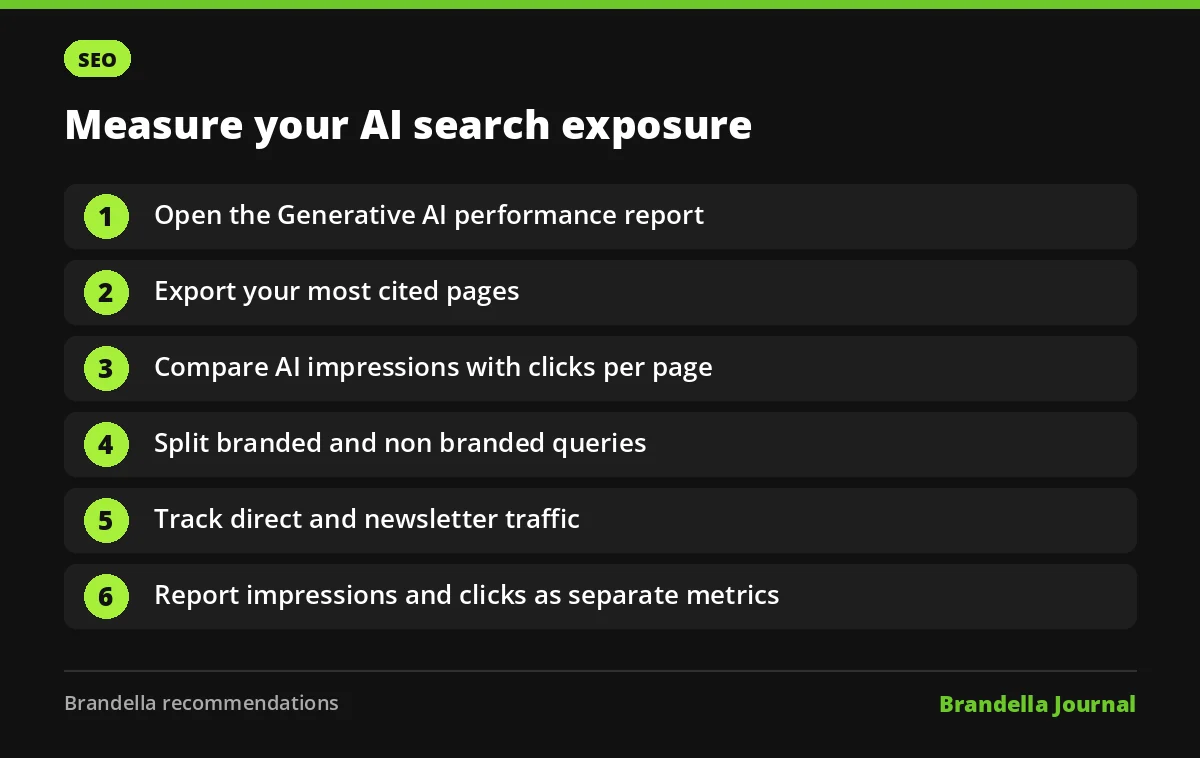 SEO
Measure your AI search exposure
1 Open the Generative AI performance report
2 Export your most cited pages
3 Compare AI impressions with clicks per page
4 Split branded and non branded queries
5 Track direct and newsletter traffic
6 Report impressions and clicks as separate metrics
Brandella recommendations
Brandella Journal